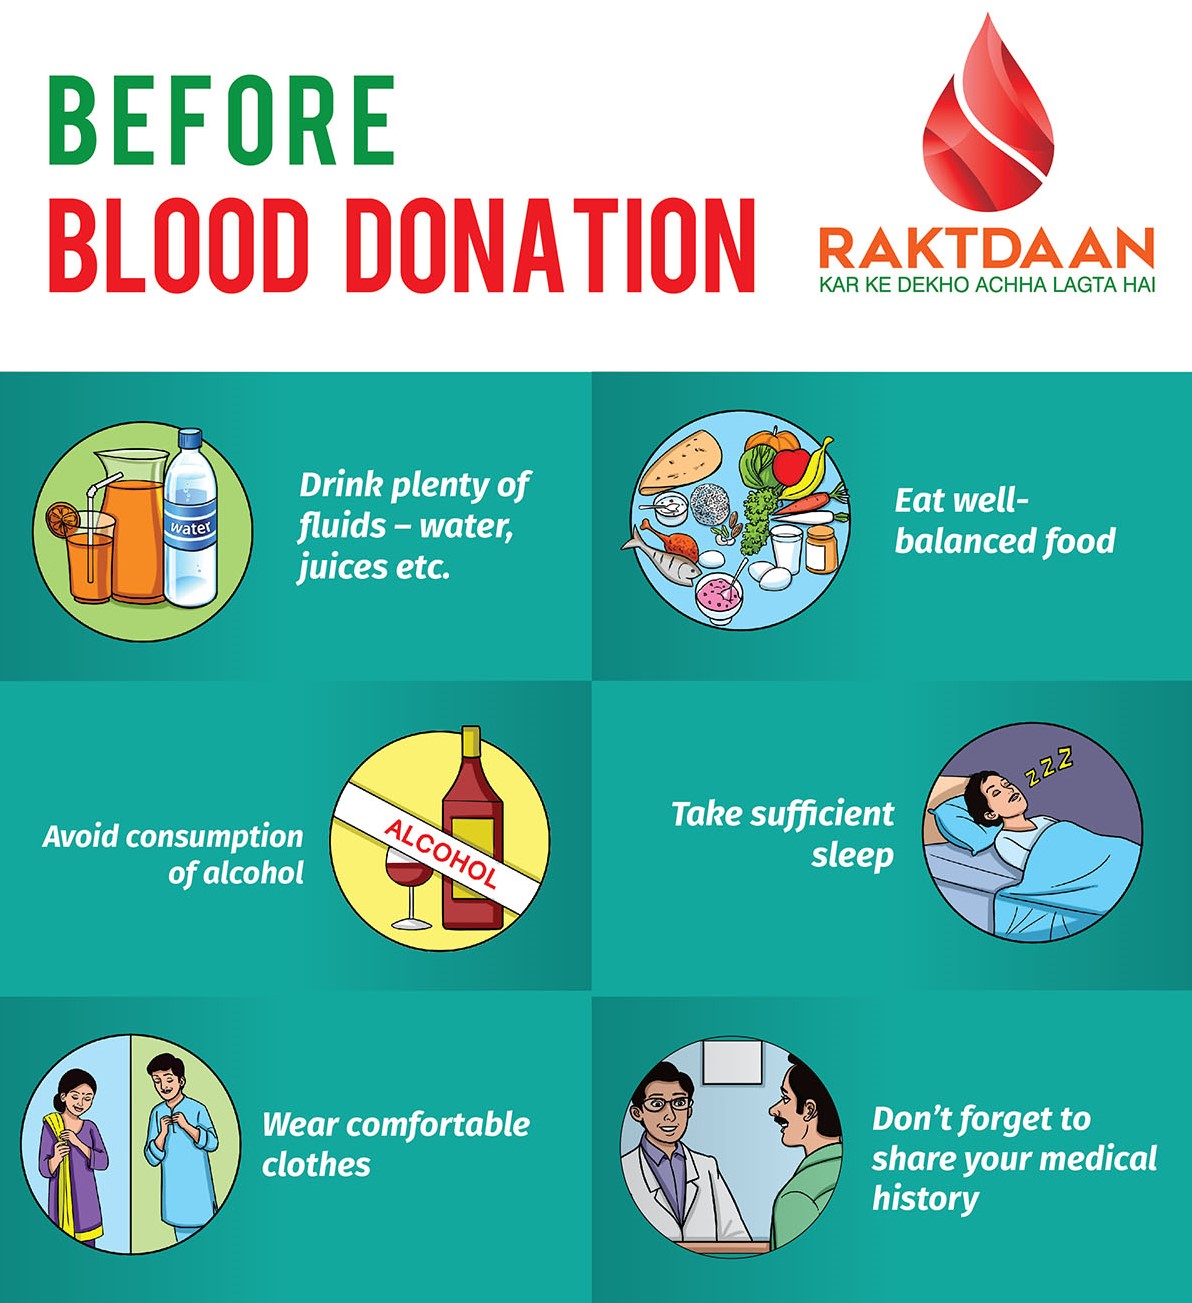 BEFORE
BLOOD DONATION
RAKTDAAN
KAR KE DEKHO ACHHA LAGTA HAI
water
Drink plenty of
fluids – water,
juices etc.
Eat well-
balanced food
Avoid consumption
of alcohol
ALCOHOL
Take sufficient
sleep
ZZZ
Wear comfortable
clothes
Don't forget to
share your medical
history